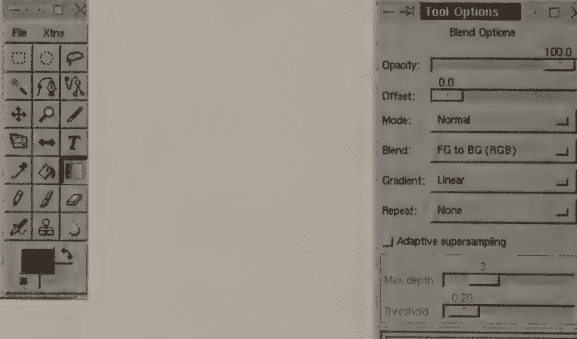 File Xtns
T
Tool Options
Blend Options
100.0
Opacity:
0.0
Offset:
Mode: Normal
Blend: FG to BG (RGB)
Gradient: Linear
Repeat: None
Adaptive supersampling
3
Max depth
0.20
Threshold